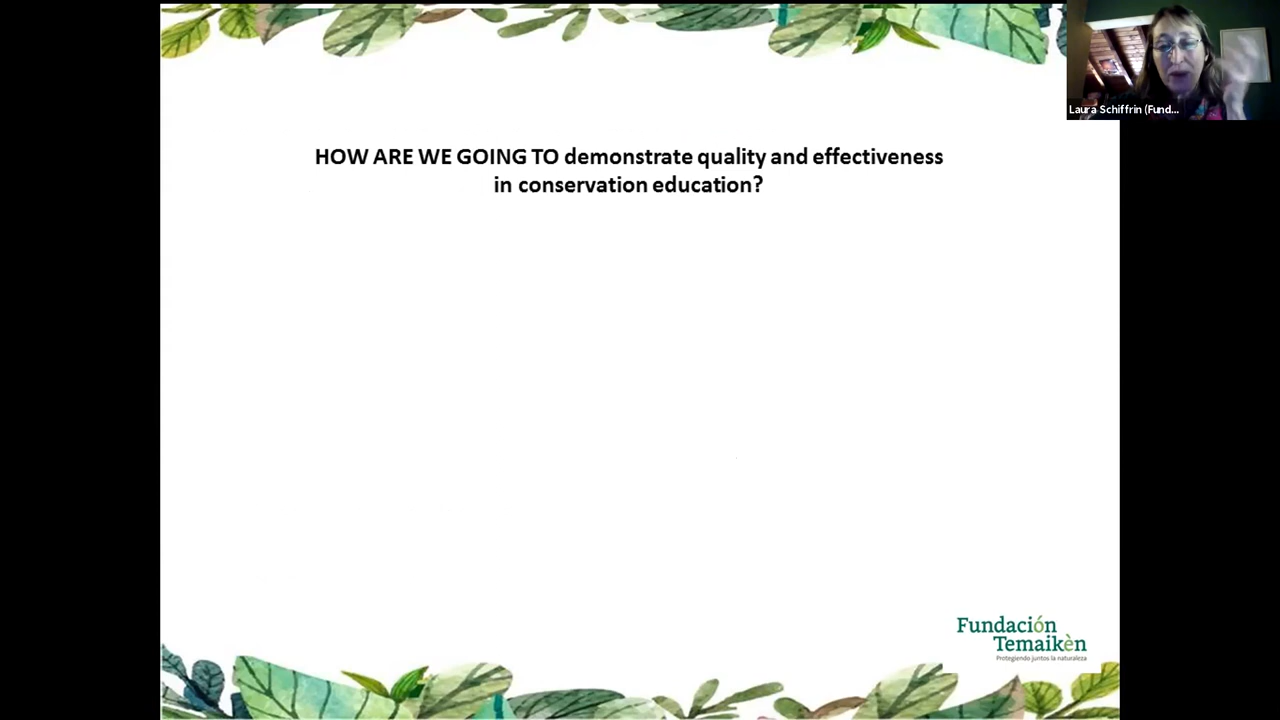 Laura Schiffrin (Fund...
HOW ARE WE GOING TO demonstrate quality and effectiveness
in conservation education?
Fundación
Temaikèn
Protegiendo juntos la naturaleza